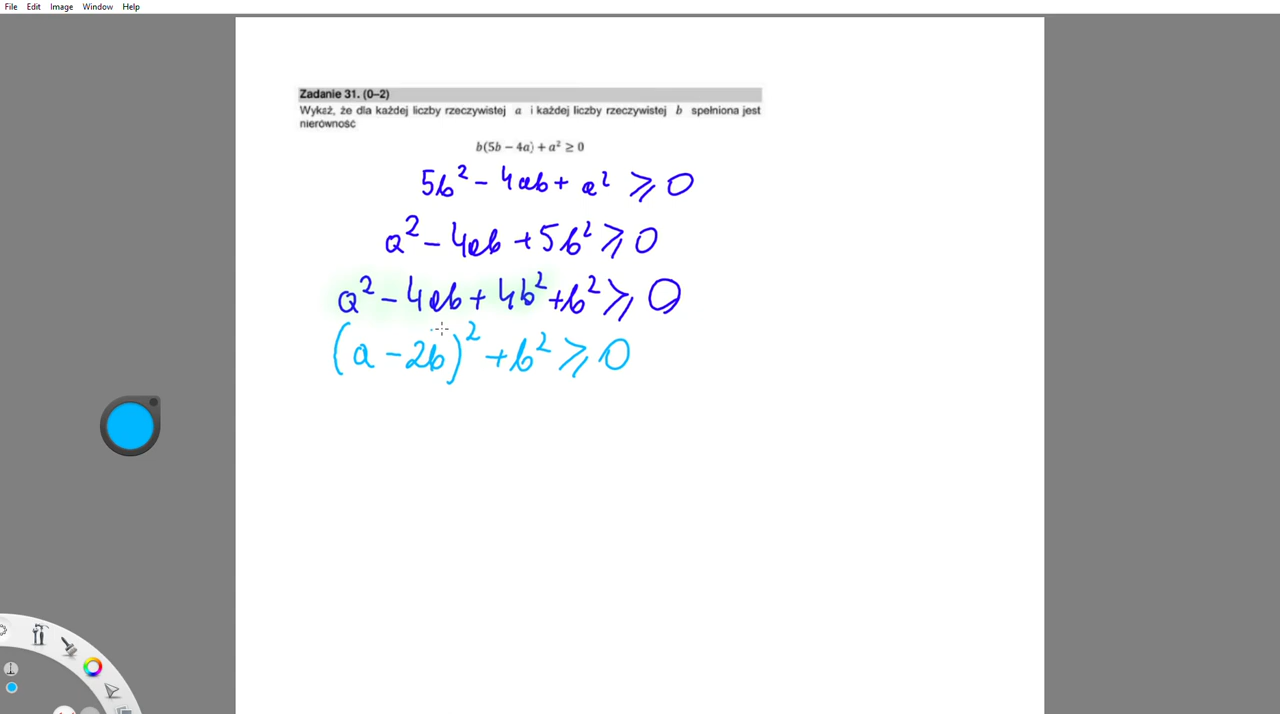 File Edit Image Window Help
Zadanie 31. (0–2)
Wykaż, że dla każdej liczby rzeczywistej a i każdej liczby rzeczywistej b spełniona jest
nierówność
b(5b − 4a) + a² ≥ 0
5b² − 4ab + a² ⩾ 0
a² − 4ab + 5b² ⩾ 0
a² − 4ab + 4b² + b² ⩾ 0
(a − 2b)² + b² ⩾ 0